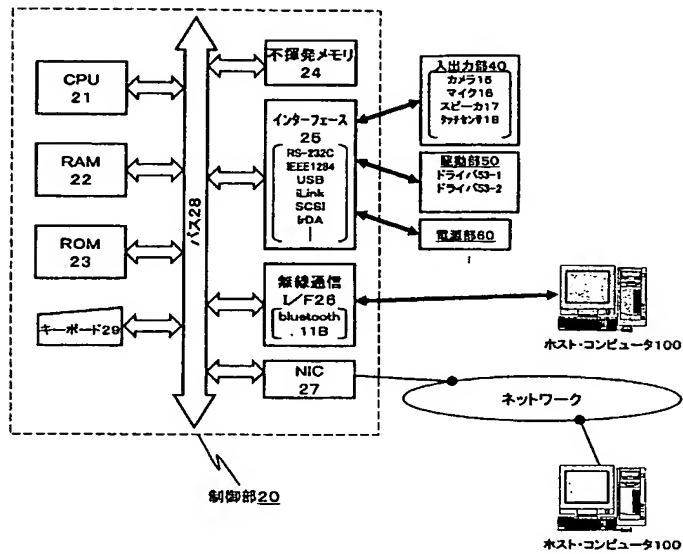 CPU
21
RAM
22
ROM
23
キーボード29
バス28
不揮発メモリ
24
インターフェース
25
RS-232C
IEEE1284
USB
iLink
SCSI
IrDA
無線通信
I/F26
bluetooth
.11B
NIC
27
入出力部40
カメラ15
マイク16
スピーカ17
タッチセンサ18
駆動部50
ドライバ53-1
ドライバ53-2
電源部60
ホスト・コンピュータ100
ネットワーク
ホスト・コンピュータ100
制御部20